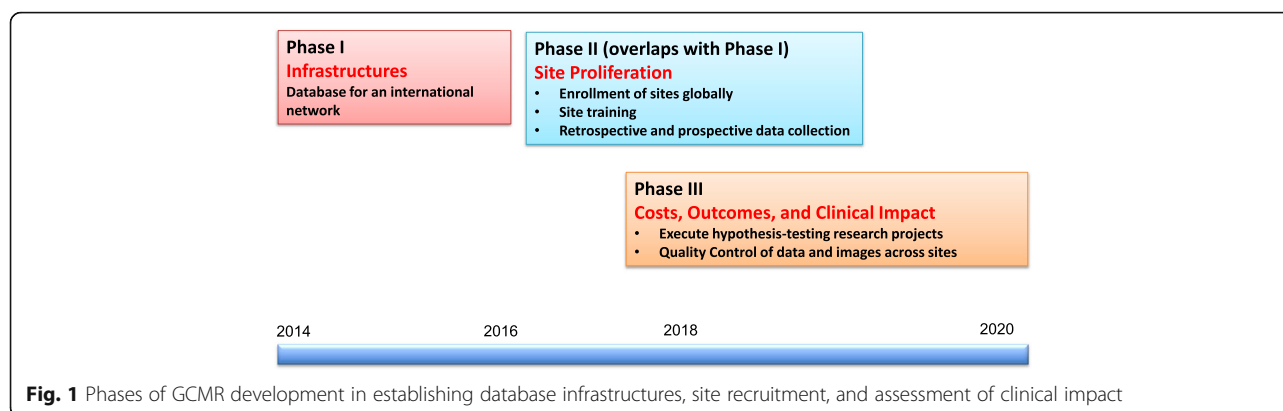 Phase I
Infrastructures
Database for an international
network
Phase II (overlaps with Phase I)
Site Proliferation
• Enrollment of sites globally
• Site training
• Retrospective and prospective data collection
Phase III
Costs, Outcomes, and Clinical Impact
• Execute hypothesis-testing research projects
• Quality Control of data and images across sites
2014 2016 2018 2020
Fig. 1 Phases of GCMR development in establishing database infrastructures, site recruitment, and assessment of clinical impact